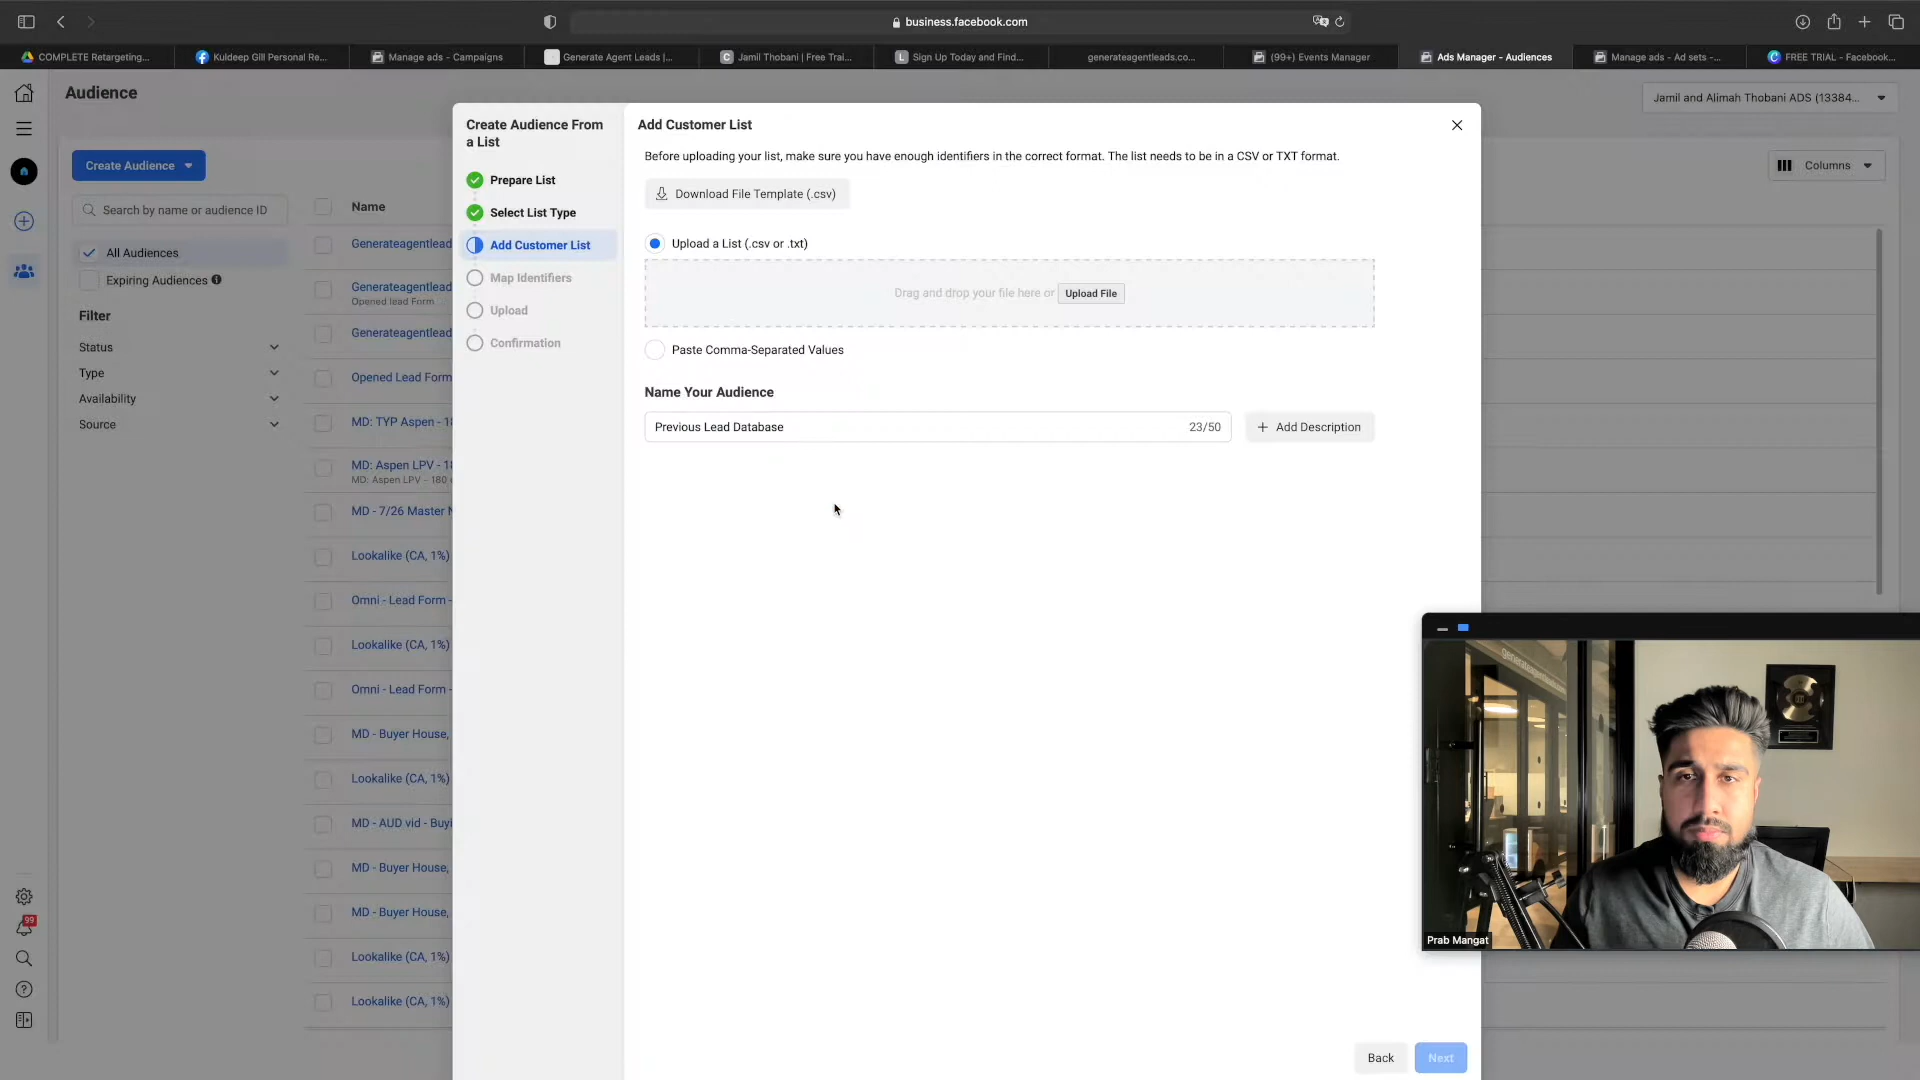 business.facebook.com
COMPLETE Retargeting...
Kuldeep Gill Personal Re...
Manage ads - Campaigns
Generate Agent Leads |...
Jamil Thobani | Free Trai...
Sign Up Today and Find...
generateagentleads.co...
(99+) Events Manager
Ads Manager - Audiences
Manage ads - Ad sets -...
FREE TRIAL - Facebook...
Audience
Jamil and Alimah Thobani ADS (13384...
Create Audience
Columns
Search by name or audience ID
Name
All Audiences
Expiring Audiences
Filter
Status
Type
Availability
Source
Generateagentlead
Generateagentlead
Opened lead Form
Generateagentlead
Opened Lead Form
MD: TYP Aspen - 18
MD: Aspen LPV - 18
MD: Aspen LPV - 180
MD - 7/26 Master
Lookalike (CA, 1%)
Omni - Lead Form -
Lookalike (CA, 1%)
Omni - Lead Form -
MD - Buyer House,
Lookalike (CA, 1%)
MD - AUD vid - Buyi
MD - Buyer House,
MD - Buyer House,
Lookalike (CA, 1%)
Lookalike (CA, 1%)
99
Create Audience From
a List
Prepare List
Select List Type
Add Customer List
Map Identifiers
Upload
Confirmation
Add Customer List
Before uploading your list, make sure you have enough identifiers in the correct format. The list needs to be in a CSV or TXT format.
Download File Template (.csv)
Upload a List (.csv or .txt)
Drag and drop your file here or Upload File
Paste Comma-Separated Values
Name Your Audience
Previous Lead Database 23/50
+ Add Description
Back Next
Prab Mangat